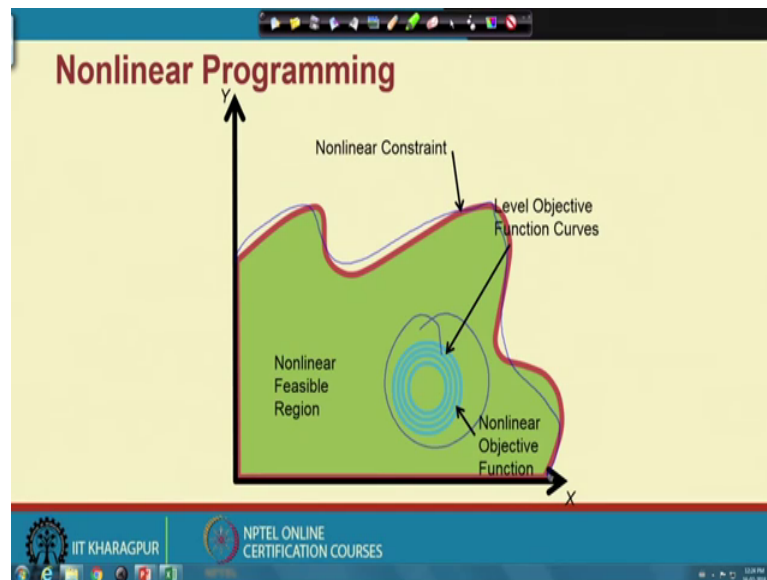 Nonlinear Programming
Y
Nonlinear Constraint
Level Objective
Function Curves
Nonlinear
Feasible
Region
Nonlinear
Objective
Function
X
IIT KHARAGPUR
NPTEL ONLINE
CERTIFICATION COURSES